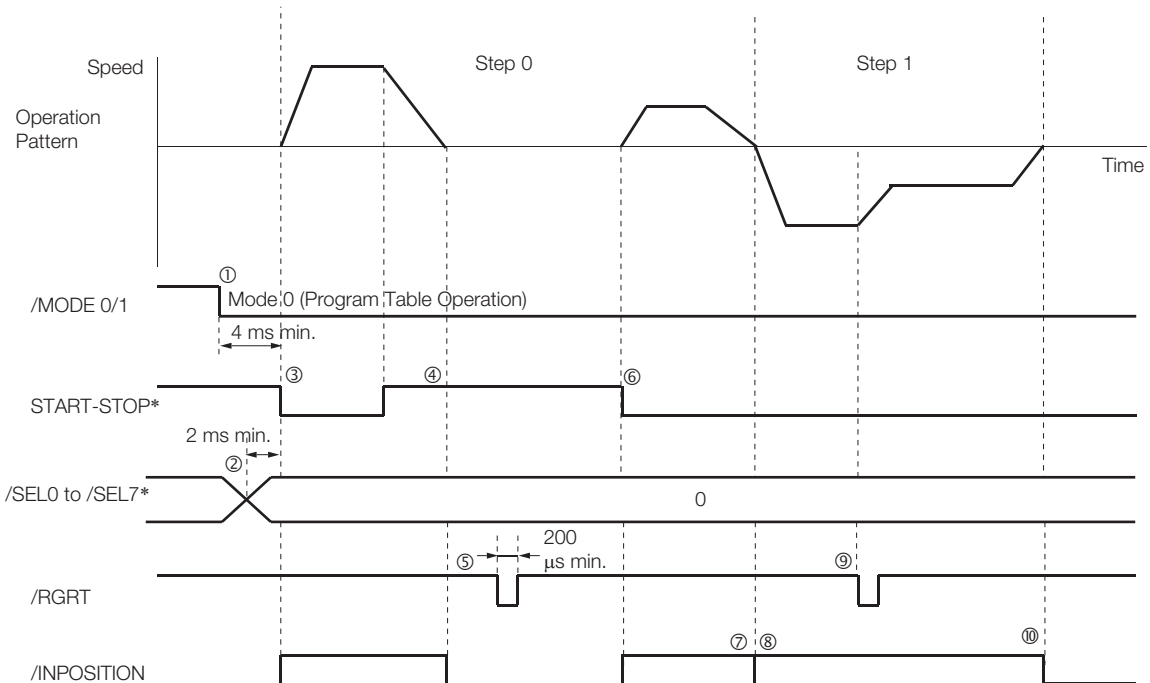 Speed
Step 0
Step 1
Operation
Pattern
Time
①
/MODE 0/1
Mode 0 (Program Table Operation)
4 ms min.
③
④
⑥
START-STOP*
2 ms min.
②
/SEL0 to /SEL7*
0
200
⑤
μs min.
⑨
/RGRT
⑦
⑧
⑩
/INPOSITION